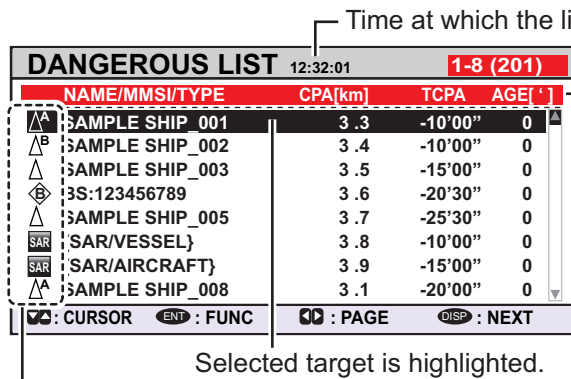 Time at which the li
DANGEROUS LIST 12:32:01 1-8 (201)
NAME/MMSI/TYPE CPA[km] TCPA AGE[ ‘ ]
A SAMPLE SHIP_001 3 .3 -10’00” 0
B SAMPLE SHIP_002 3 .4 -10’00” 0
SAMPLE SHIP_003 3 .5 -15’00” 0
B BS:123456789 3 .6 -20’30” 0
SAMPLE SHIP_005 3 .7 -25’30” 0
SAR {SAR/VESSEL} 3 .8 -10’00” 0
SAR {SAR/AIRCRAFT} 3 .9 -15’00” 0
A SAMPLE SHIP_008 3 .1 -20’00” 0
: CURSOR ENT : FUNC : PAGE DISP : NEXT
Selected target is highlighted.